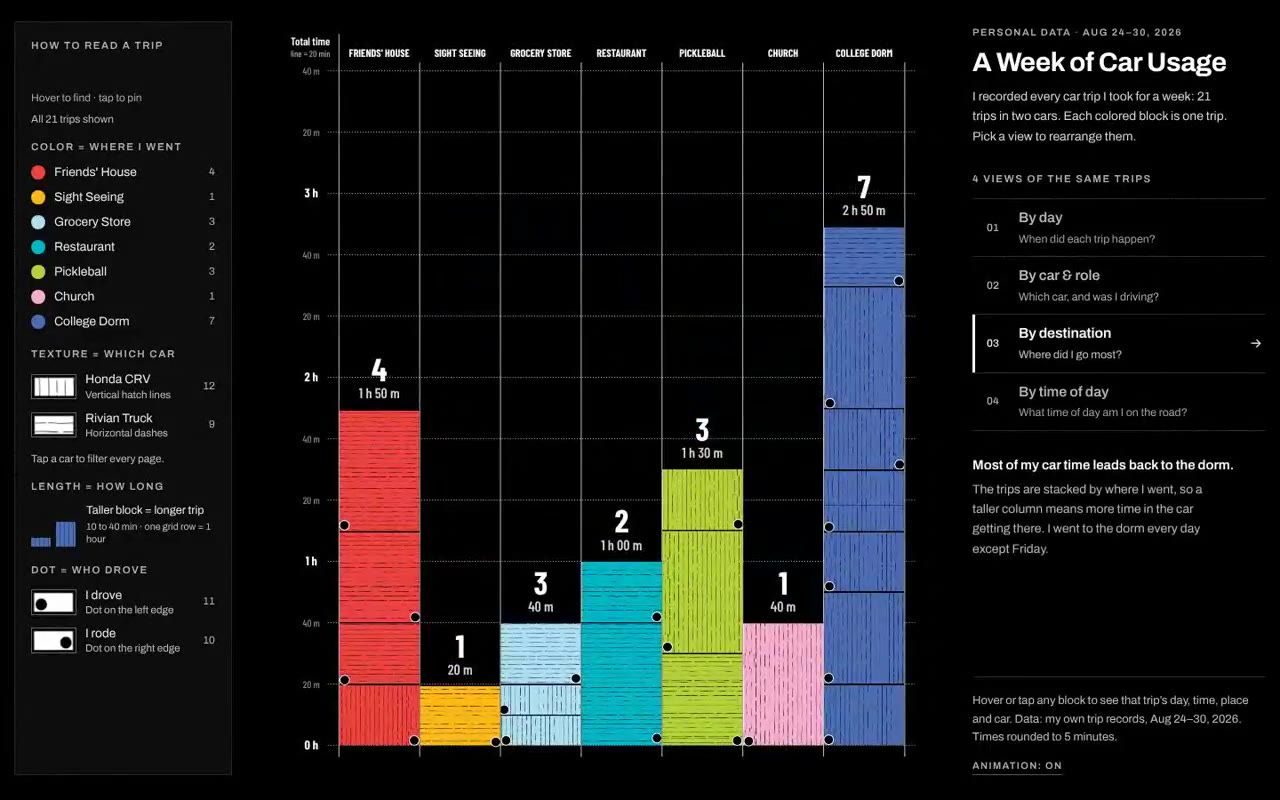 HOW TO READ A TRIP
Hover to find · tap to pin
All 21 trips shown
COLOR = WHERE I WENT
Friends' House 4
Sight Seeing 1
Grocery Store 3
Restaurant 2
Pickleball 3
Church 1
College Dorm 7
TEXTURE = WHICH CAR
Honda CRV
Vertical hatch lines
12
Rivian Truck
Horizontal dashes
9
Tap a car to filter every page.
LENGTH = HOW LONG
Taller block = longer trip
10 to 40 min · one grid row = 1
hour
DOT = WHO DROVE
I drove
Dot on the left edge
11
I rode
Dot on the right edge
10
Total time
line = 20 min
FRIENDS' HOUSE
SIGHT SEEING
GROCERY STORE
RESTAURANT
PICKLEBALL
CHURCH
COLLEGE DORM
40 m
20 m
3 h
40 m
20 m
2 h
40 m
20 m
1 h
40 m
20 m
0 h
4
1 h 50 m
1
20 m
3
40 m
2
1 h 00 m
3
1 h 30 m
1
40 m
7
2 h 50 m
PERSONAL DATA · AUG 24–30, 2026
A Week of Car Usage
I recorded every car trip I took for a week: 21
trips in two cars. Each colored block is one trip.
Pick a view to rearrange them.
4 VIEWS OF THE SAME TRIPS
01
By day
When did each trip happen?
02
By car & role
Which car, and was I driving?
03
By destination
Where did I go most?
→
04
By time of day
What time of day am I on the road?
Most of my car time leads back to the dorm.
The trips are stacked by where I went, so a
taller column means more time in the car
getting there. I went to the dorm every day
except Friday.
Hover or tap any block to see that trip's day, time, place
and car. Data: my own trip records, Aug 24–30, 2026.
Times rounded to 5 minutes.
ANIMATION: ON